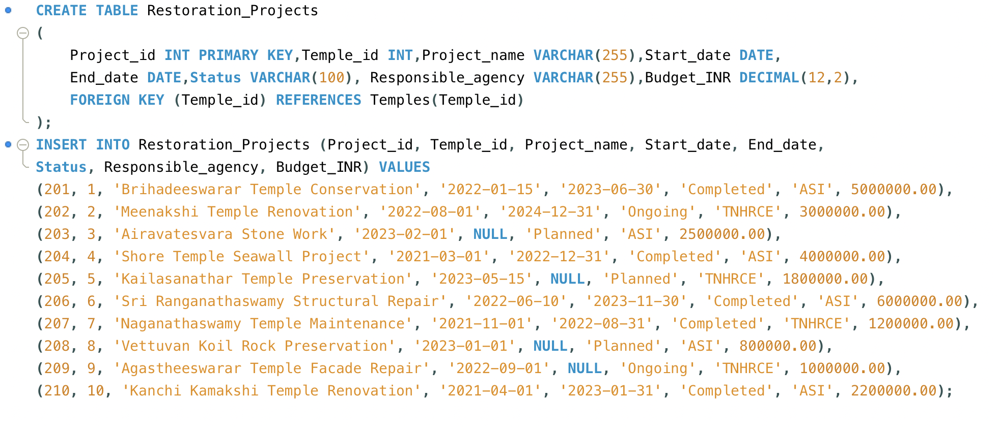 CREATE TABLE Restoration_Projects
(
Project_id INT PRIMARY KEY,Temple_id INT,Project_name VARCHAR(255),Start_date DATE,
End_date DATE,Status VARCHAR(100), Responsible_agency VARCHAR(255),Budget_INR DECIMAL(12,2),
FOREIGN KEY (Temple_id) REFERENCES Temples(Temple_id)
);
INSERT INTO Restoration_Projects (Project_id, Temple_id, Project_name, Start_date, End_date,
Status, Responsible_agency, Budget_INR) VALUES
(201, 1, 'Brihadeeswarar Temple Conservation', '2022-01-15', '2023-06-30', 'Completed', 'ASI', 5000000.00),
(202, 2, 'Meenakshi Temple Renovation', '2022-08-01', '2024-12-31', 'Ongoing', 'TNHRCE', 3000000.00),
(203, 3, 'Airavatesvara Stone Work', '2023-02-01', NULL, 'Planned', 'ASI', 2500000.00),
(204, 4, 'Shore Temple Seawall Project', '2021-03-01', '2022-12-31', 'Completed', 'ASI', 4000000.00),
(205, 5, 'Kailasanathar Temple Preservation', '2023-05-15', NULL, 'Planned', 'TNHRCE', 1800000.00),
(206, 6, 'Sri Ranganathaswamy Structural Repair', '2022-06-10', '2023-11-30', 'Completed', 'ASI', 6000000.00),
(207, 7, 'Naganathaswamy Temple Maintenance', '2021-11-01', '2022-08-31', 'Completed', 'TNHRCE', 1200000.00),
(208, 8, 'Vettuvan Koil Rock Preservation', '2023-01-01', NULL, 'Planned', 'ASI', 800000.00),
(209, 9, 'Agastheeswarar Temple Facade Repair', '2022-09-01', NULL, 'Ongoing', 'TNHRCE', 1000000.00),
(210, 10, 'Kanchi Kamakshi Temple Renovation', '2021-04-01', '2023-01-31', 'Completed', 'ASI', 2200000.00);